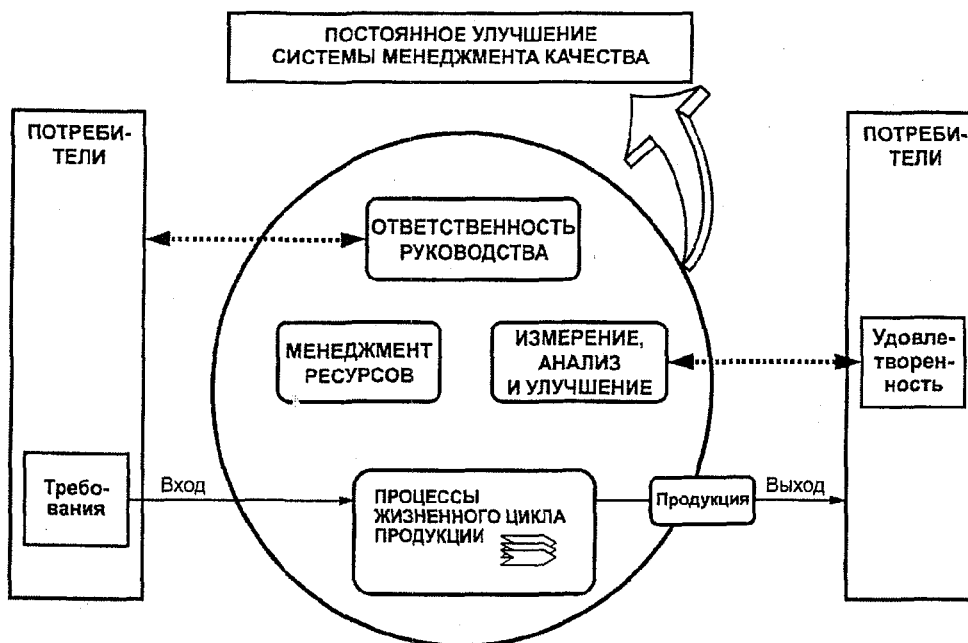 ПОСТОЯННОЕ УЛУЧШЕНИЕ
СИСТЕМЫ МЕНЕДЖМЕНТА КАЧЕСТВА
ПОТРЕБИ-
ТЕЛИ
ПОТРЕБИ-
ТЕЛИ
ОТВЕТСТВЕННОСТЬ
РУКОВОДСТВА
МЕНЕДЖМЕНТ
РЕСУРСОВ
ИЗМЕРЕНИЕ,
АНАЛИЗ
И УЛУЧШЕНИЕ
Удовле-
творен-
ность
Требо-
вания
Вход
ПРОЦЕССЫ
ЖИЗНЕННОГО ЦИКЛА
ПРОДУКЦИИ
Продукция
Выход